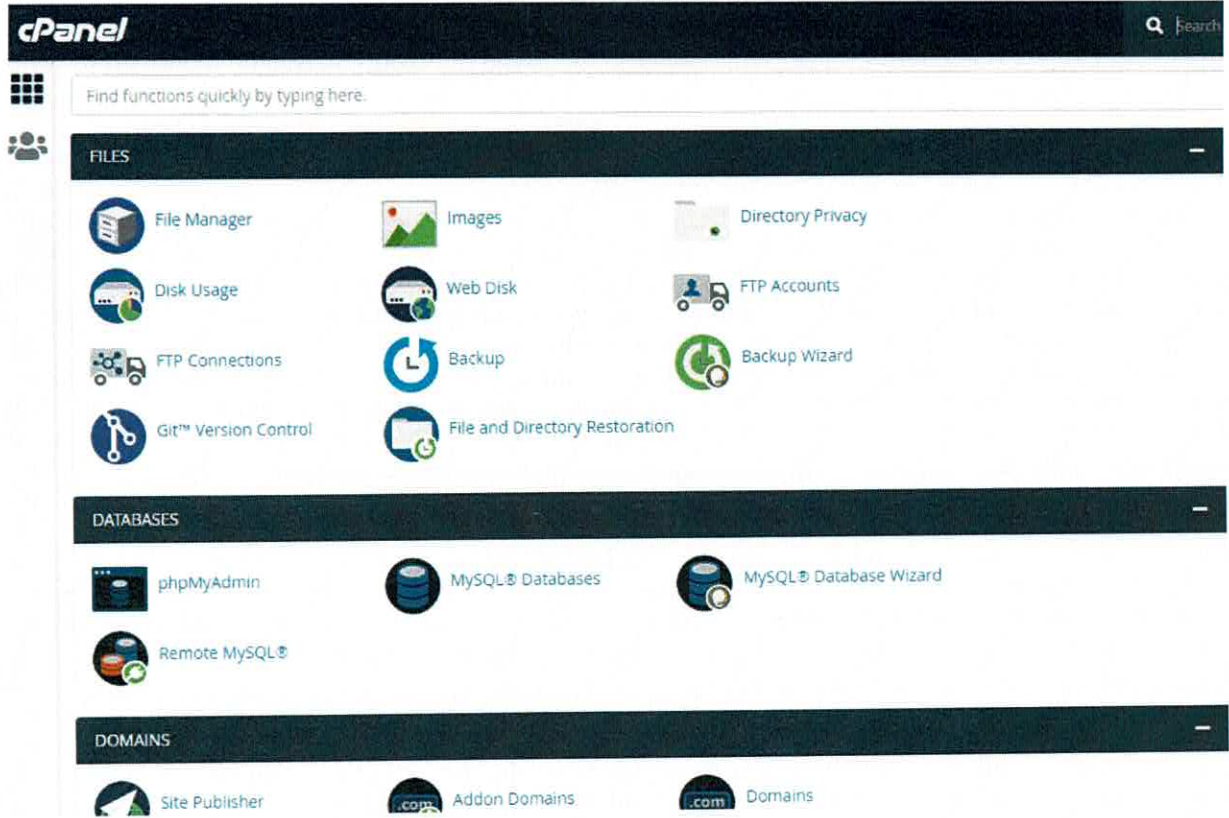 cPanel
Search
Find functions quickly by typing here.
FILES
File Manager
Images
Directory Privacy
Disk Usage
Web Disk
FTP Accounts
FTP Connections
Backup
Backup Wizard
Git™ Version Control
File and Directory Restoration
DATABASES
phpMyAdmin
MySQL® Databases
MySQL® Database Wizard
Remote MySQL®
DOMAINS
Site Publisher
.com
Addon Domains
.com
Domains